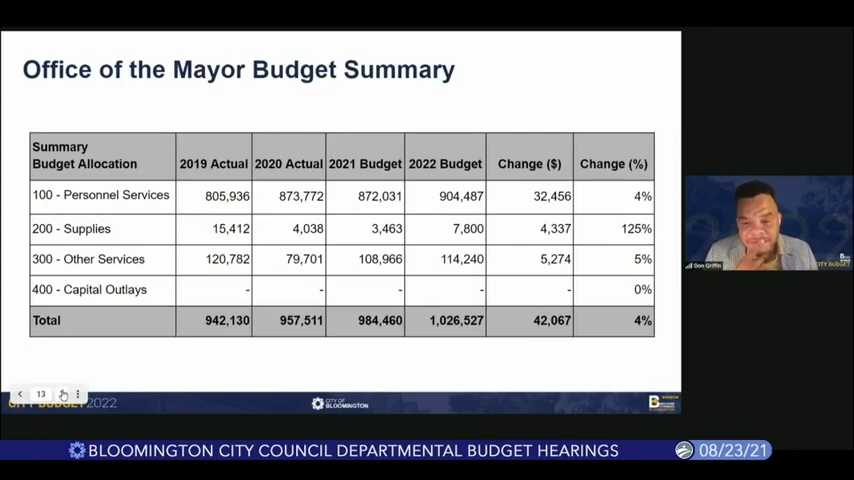 Office of the Mayor Budget Summary
Summary
Budget Allocation 2019 Actual 2020 Actual 2021 Budget 2022 Budget Change ($) Change (%)
100 - Personnel Services 805,936 873,772 872,031 904,487 32,456 4%
200 - Supplies 15,412 4,038 3,463 7,800 4,337 125%
300 - Other Services 120,782 79,701 108,966 114,240 5,274 5%
400 - Capital Outlays - - - - - 0%
Total 942,130 957,511 984,460 1,026,527 42,067 4%
Don Griffin
CITY BUDGET
13
CITY BUDGET 2022
CITY OF
BLOOMINGTON
B
BLOOMINGTON CITY COUNCIL DEPARTMENTAL BUDGET HEARINGS
08/23/21